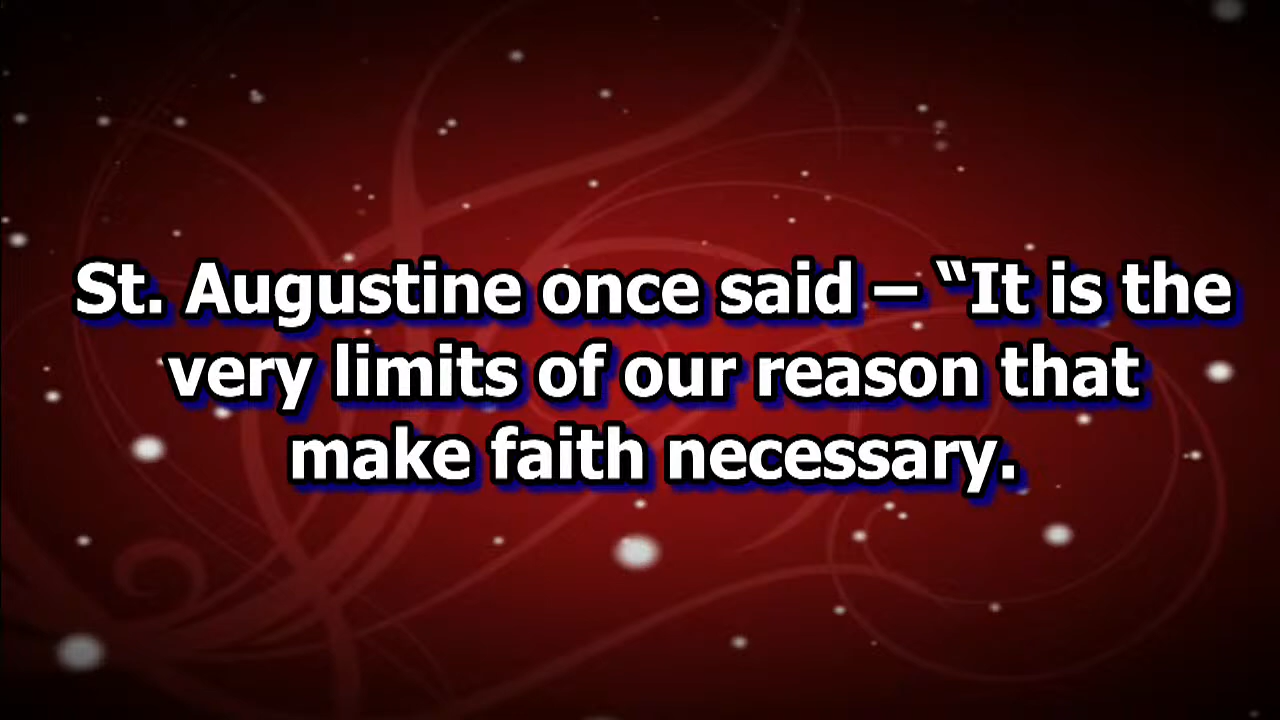 St. Augustine once said – “It is the
very limits of our reason that
make faith necessary.